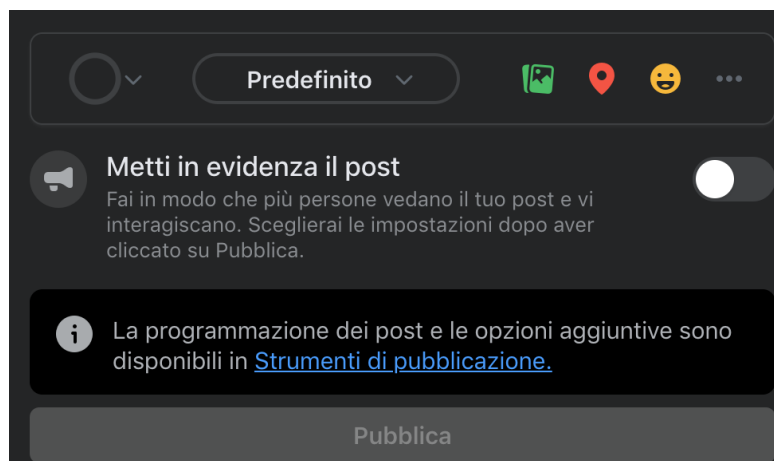 Predefinito
Metti in evidenza il post
Fai in modo che più persone vedano il tuo post e vi
interagiscano. Sceglierai le impostazioni dopo aver
cliccato su Pubblica.
La programmazione dei post e le opzioni aggiuntive sono
disponibili in Strumenti di pubblicazione.
Pubblica